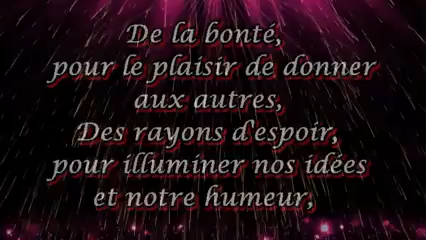 De la bonté,
pour le plaisir de donner
aux autres,
Des rayons d'espoir,
pour illuminer nos idées
et notre humeur,